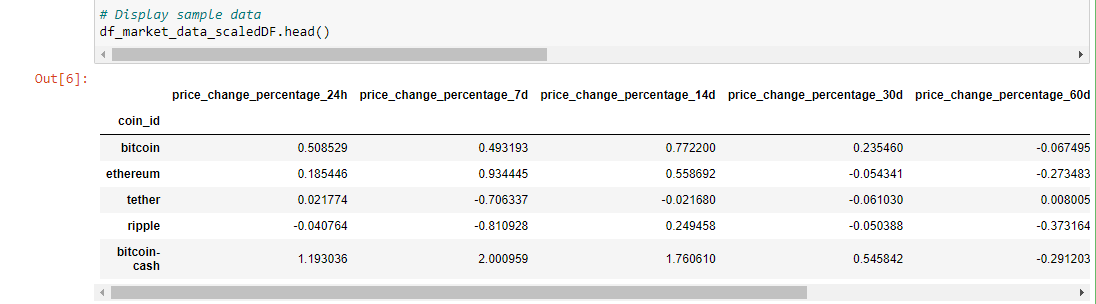 # Display sample data
df_market_data_scaledDF.head()
Out[6]:
price_change_percentage_24h price_change_percentage_7d price_change_percentage_14d price_change_percentage_30d price_change_percentage_60d
coin_id
bitcoin 0.508529 0.493193 0.772200 0.235460 -0.067495
ethereum 0.185446 0.934445 0.558692 -0.054341 -0.273483
tether 0.021774 -0.706337 -0.021680 -0.061030 0.008005
ripple -0.040764 -0.810928 0.249458 -0.050388 -0.373164
bitcoin-
cash 1.193036 2.000959 1.760610 0.545842 -0.291203